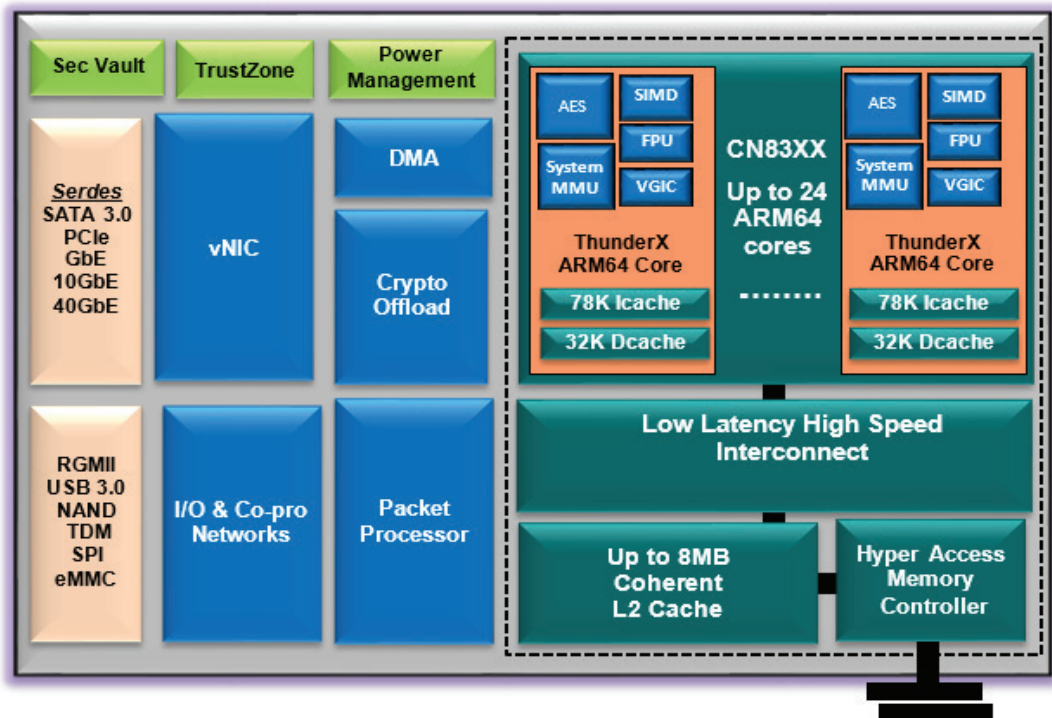 Sec Vault
TrustZone
Power
Management
Serdes
SATA 3.0
PCIe
GbE
10GbE
40GbE
vNIC
DMA
Crypto
Offload
RGMII
USB 3.0
NAND
TDM
SPI
eMMC
I/O & Co-pro
Networks
Packet
Processor
AES
SIMD
FPU
System
MMU
VGIC
ThunderX
ARM64 Core
78K Icache
32K Dcache
CN83XX
Up to 24
ARM64
cores
........
AES
SIMD
FPU
System
MMU
VGIC
ThunderX
ARM64 Core
78K Icache
32K Dcache
Low Latency High Speed
Interconnect
Up to 8MB
Coherent
L2 Cache
Hyper Access
Memory
Controller